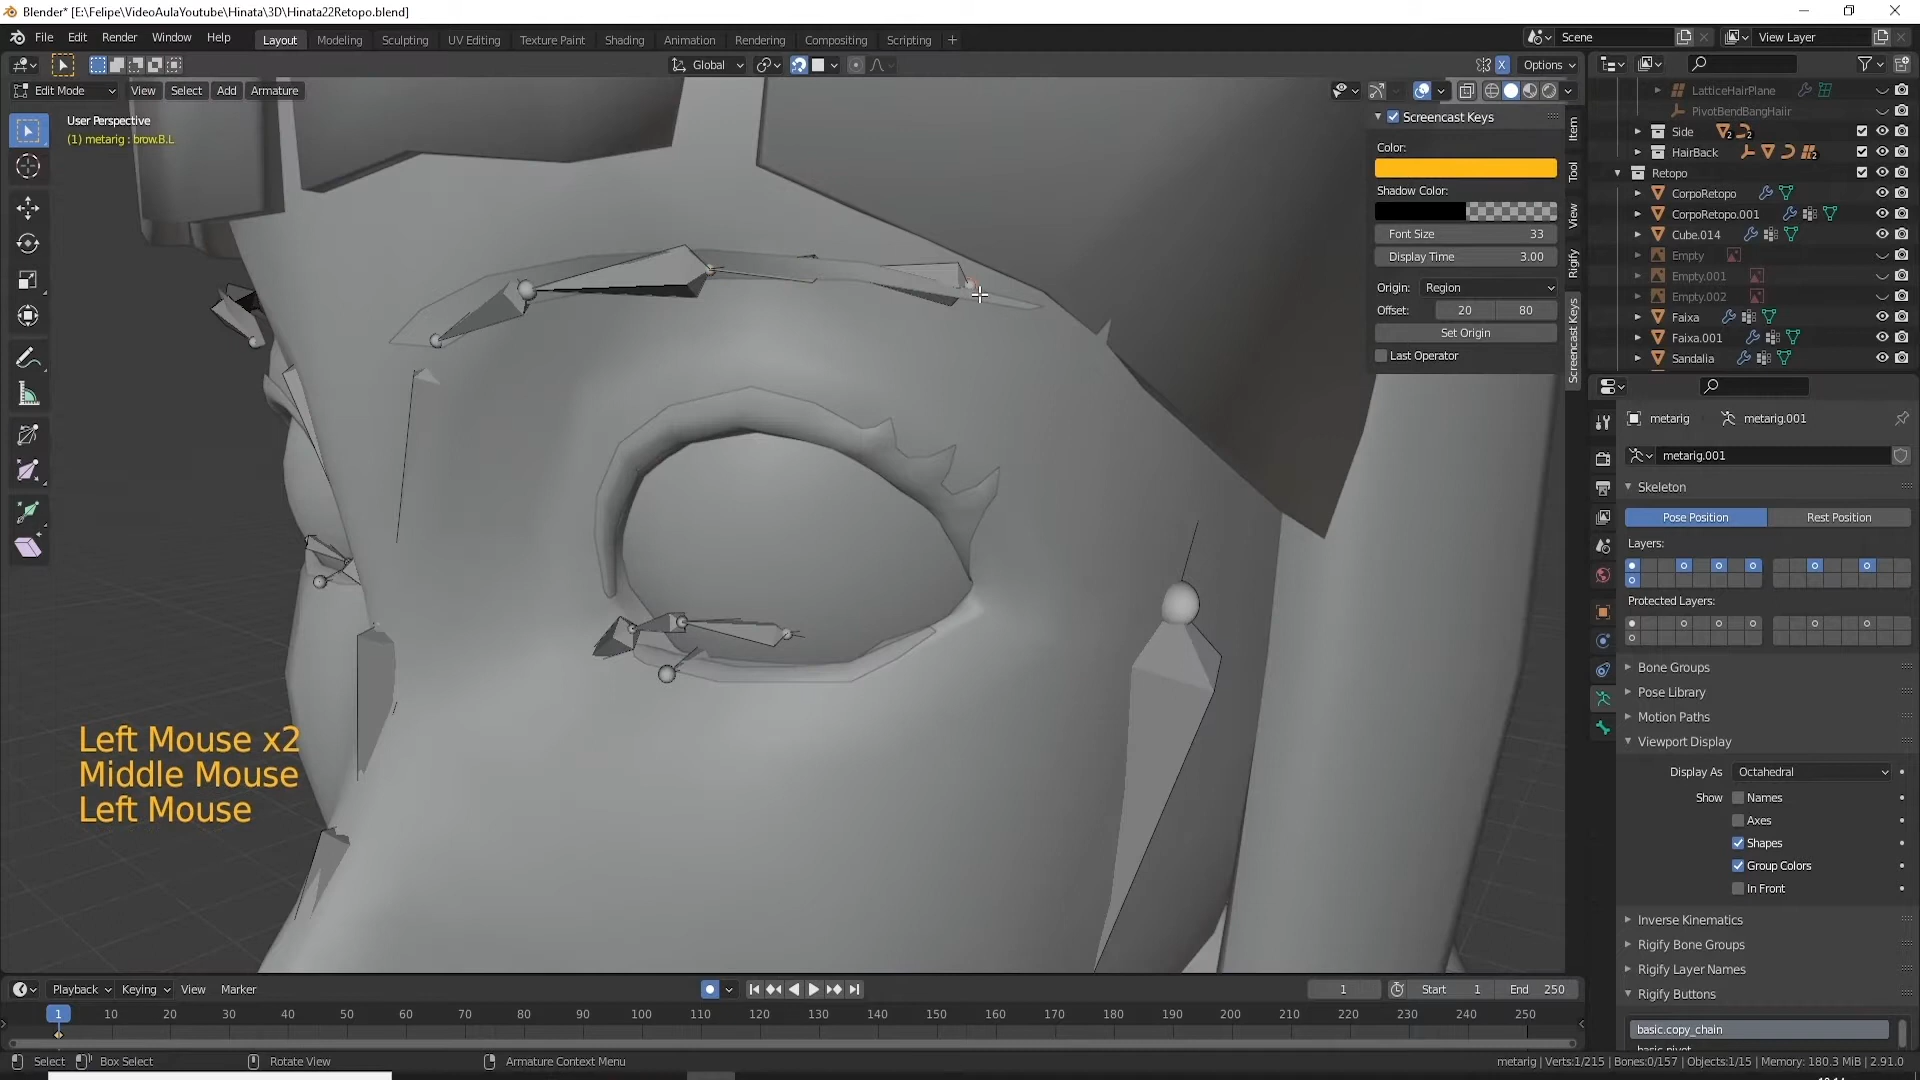 Blender* [E:\Felipe\VideoAulaYoutube\Hinata\3D\Hinata22Retopo.blend]
File Edit Render Window Help Layout Modeling Sculpting UV Editing Texture Paint Shading Animation Rendering Compositing Scripting + Scene View Layer
Global X Options
Edit Mode View Select Add Armature
User Perspective
(1) metarig : brow.B.L
Screencast Keys
Color:
Shadow Color:
Font Size 33
Display Time 3.00
Origin: Region
Offset: 20 80
Set Origin
Last Operator
Item
Tool
View
Rigify
Screencast Keys
LatticeHairPlane
PivotBendBangHaiir
Side 2 2
HairBack 2
Retopo
CorpoRetopo
CorpoRetopo.001
Cube.014
Empty
Empty.001
Empty.002
Faixa
Faixa.001
Sandalia
metarig metarig.001
metarig.001
Skeleton
Pose Position Rest Position
Layers:
Protected Layers:
Bone Groups
Pose Library
Motion Paths
Viewport Display
Display As Octahedral
Show Names
Axes
Shapes
Group Colors
In Front
Inverse Kinematics
Rigify Bone Groups
Rigify Layer Names
Rigify Buttons
basic.copy_chain
basic.pivot
Left Mouse x2
Middle Mouse
Left Mouse
Playback Keying View Marker 1 Start 1 End 250
1 10 20 30 40 50 60 70 80 90 100 110 120 130 140 150 160 170 180 190 200 210 220 230 240 250
Select Box Select Rotate View Armature Context Menu metarig | Verts:1/215 | Bones:0/157 | Objects:1/15 | Memory: 180.3 MiB | 2.91.0